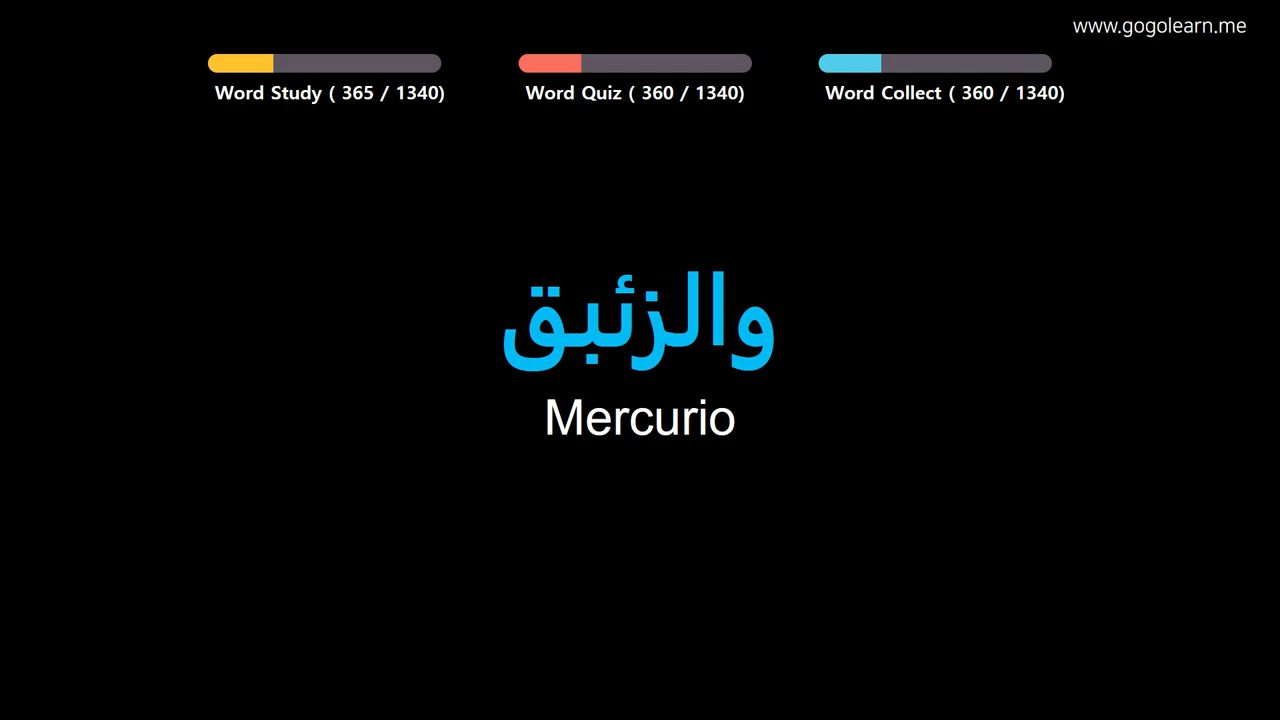 www.gogolearn.me
Word Study ( 365 / 1340)
Word Quiz ( 360 / 1340)
Word Collect ( 360 / 1340)
والزئبق
Mercurio